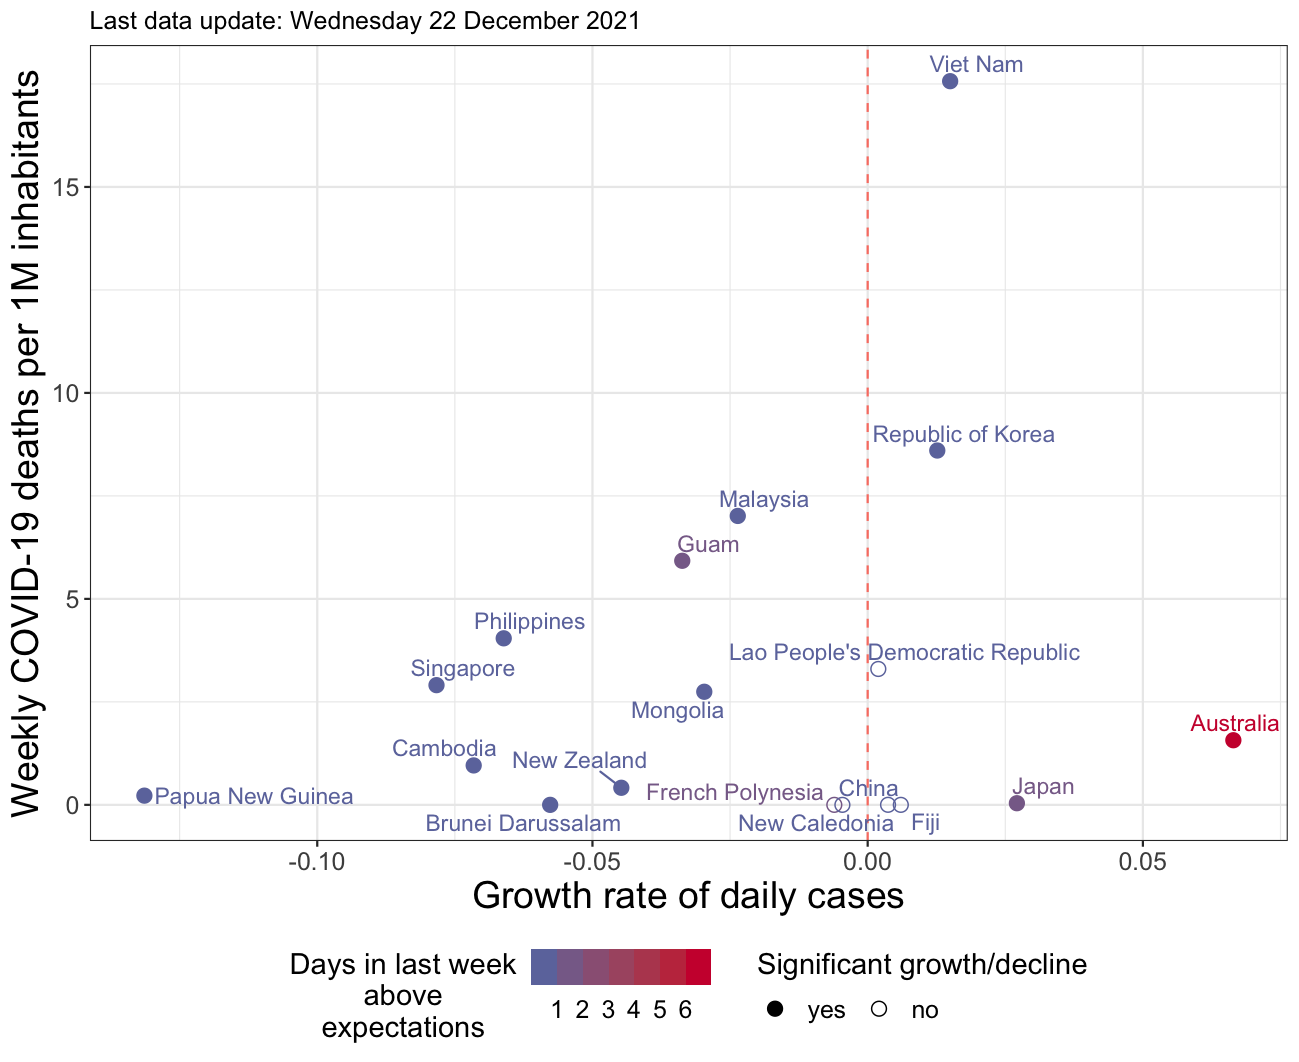 Last data update: Wednesday 22 December 2021
Weekly COVID-19 deaths per 1M inhabitants
15
10
5
0
Viet Nam
Republic of Korea
Malaysia
Guam
Philippines
Lao People's Democratic Republic
Singapore
Mongolia
Australia
Cambodia
New Zealand
Papua New Guinea
French Polynesia
China
Japan
Brunei Darussalam
New Caledonia
Fiji
-0.10
-0.05
0.00
0.05
Growth rate of daily cases
Days in last week
above
expectations
1 2 3 4 5 6
Significant growth/decline
yes
no